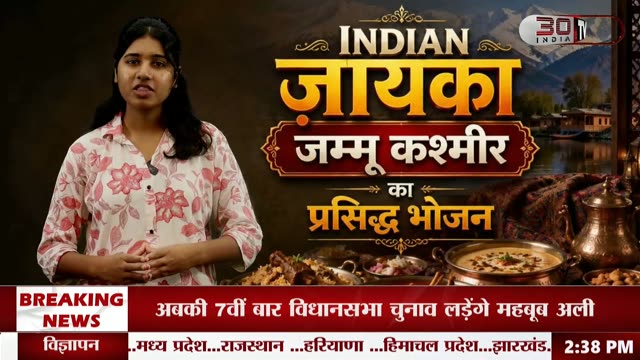 30 TV
INDIA
INDIAN
ज़ायका
जम्मू कश्मीर
का
प्रसिद्ध भोजन
BREAKING
NEWS
अबकी 7वीं बार विधानसभा चुनाव लड़ेंगे महबूब अली
विज्ञापन
..मध्य प्रदेश...राजस्थान ...हरियाणा ...हिमाचल प्रदेश...झारखंड.
2:38 PM